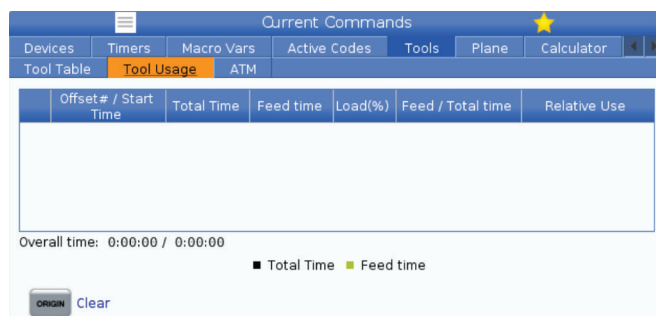 Current Commands
Devices Timers Macro Vars Active Codes Tools Plane Calculator
Tool Table Tool Usage ATM
Offset# / Start Time Total Time Feed time Load(%) Feed / Total time Relative Use
Overall time: 0:00:00 / 0:00:00
Total Time Feed time
ORIGIN Clear